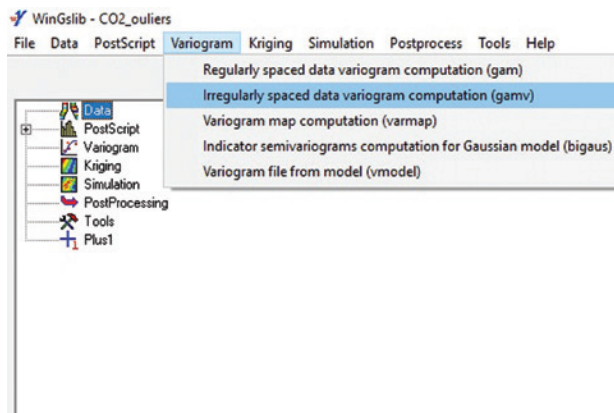 WinGslib - CO2_ouliers
File Data PostScript Variogram Kriging Simulation Postprocess Tools Help
Regularly spaced data variogram computation (gam)
Irregularly spaced data variogram computation (gamv)
Variogram map computation (varmap)
Indicator semivariograms computation for Gaussian model (bigaus)
Variogram file from model (vmodel)
Data
PostScript
Variogram
Kriging
Simulation
PostProcessing
Tools
Plus1